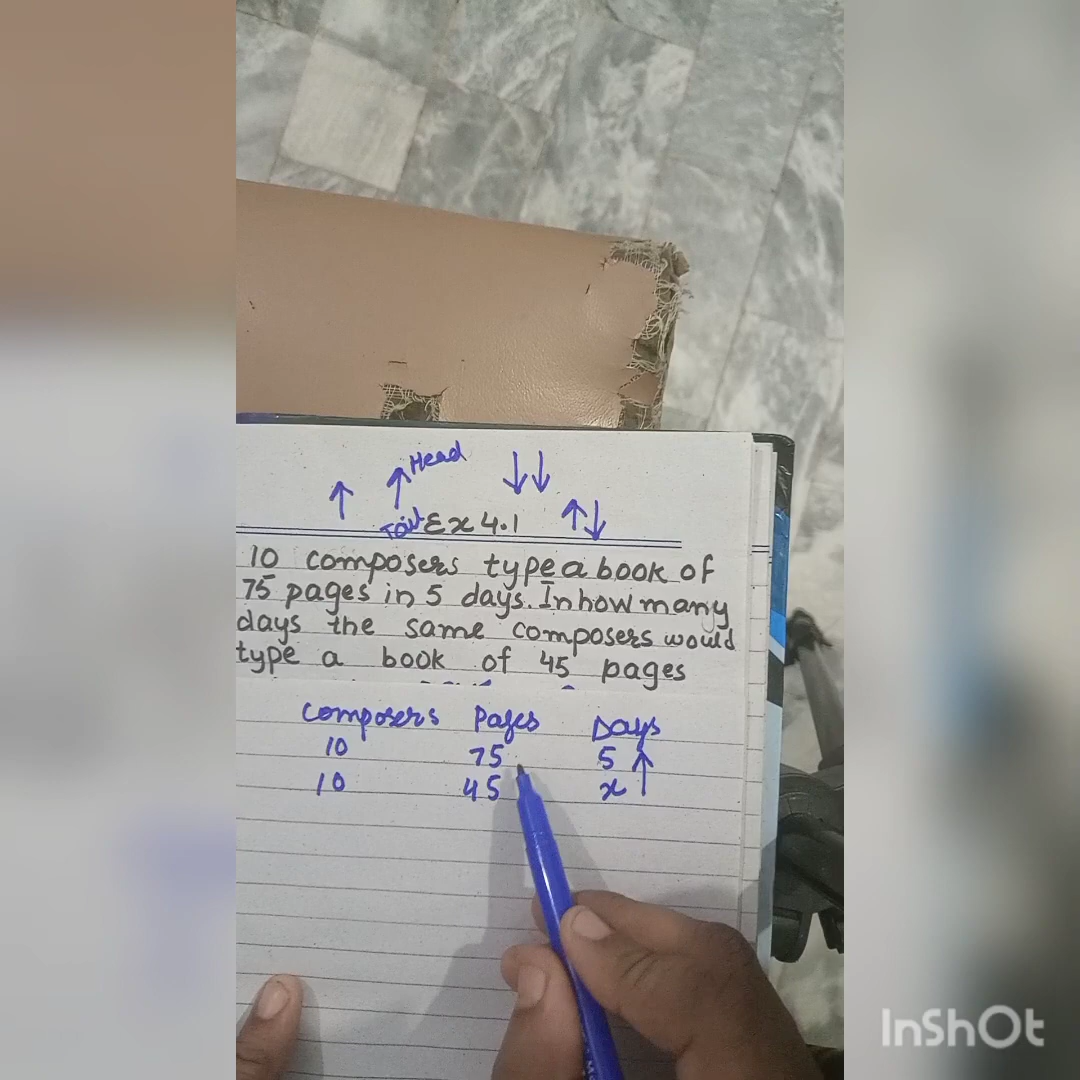 Head
Tail Ex 4.1
10 composers type a book of
75 pages in 5 days. In how many
days the same composers would
type a book of 45 pages
Composers Pages Days
10 75 5
10 45 x
InShOt